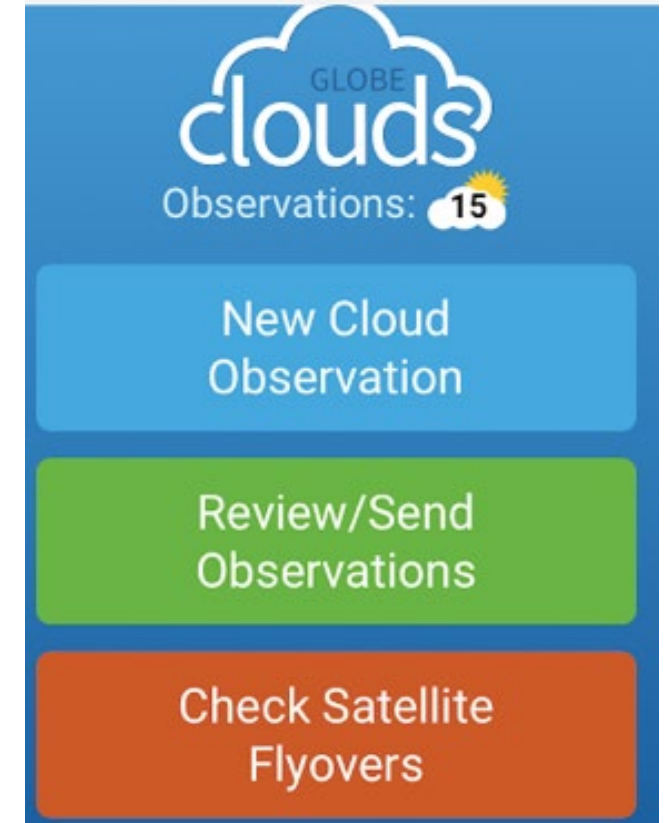 GLOBE
clouds
Observations: 15
New Cloud
Observation
Review/Send
Observations
Check Satellite
Flyovers